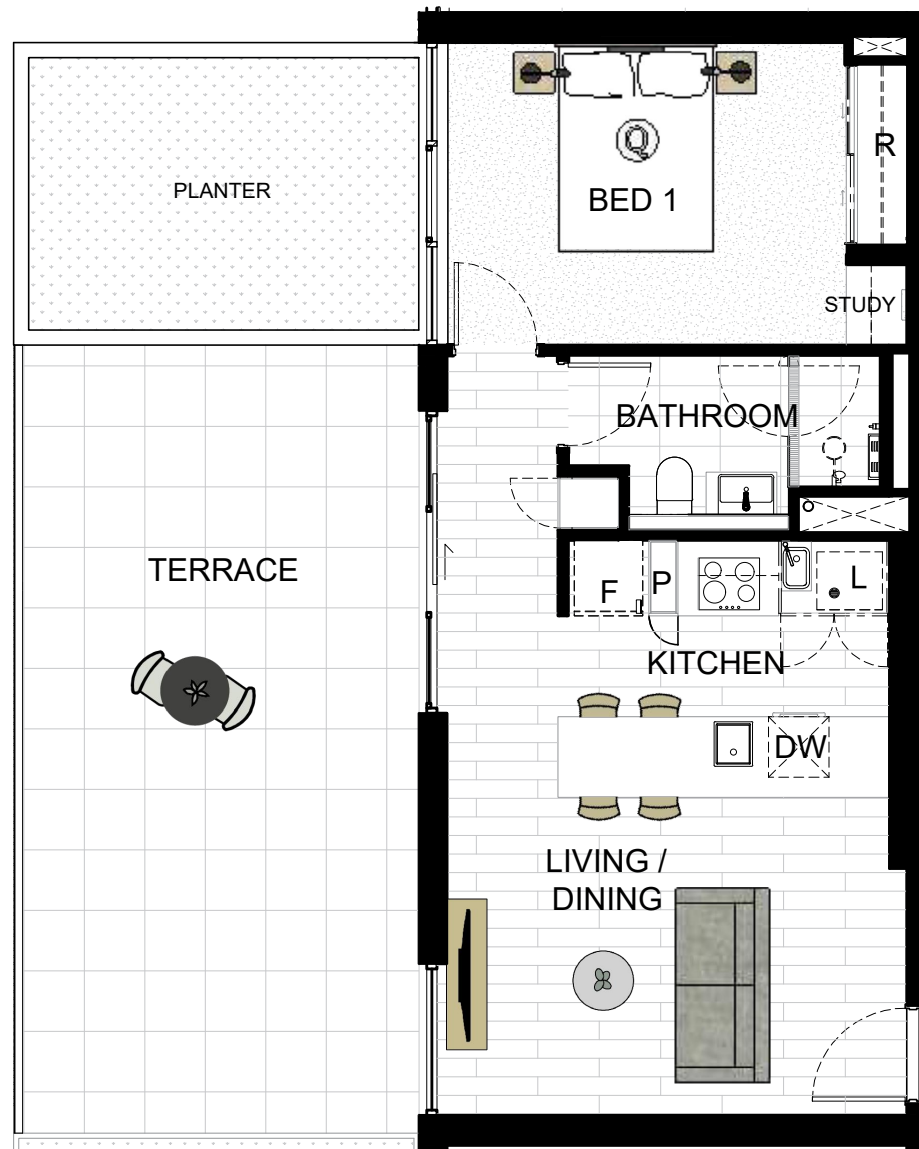 PLANTER
Q
BED 1
R
STUDY
BATHROOM
TERRACE
F
P
L
KITCHEN
DW
LIVING /
DINING